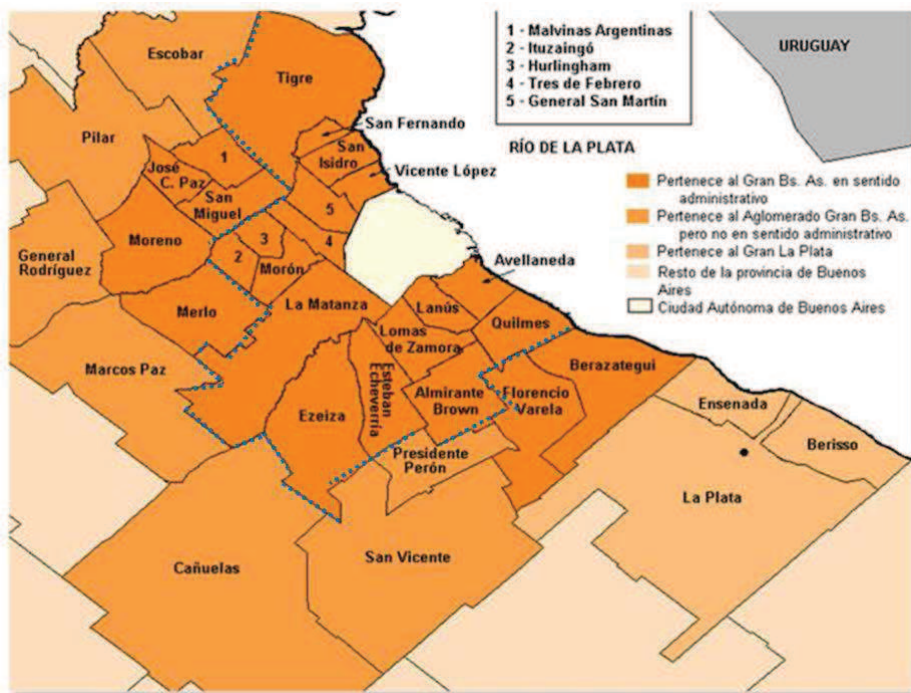 1 - Malvinas Argentinas
2 - Ituzaingó
3 - Hurlingham
4 - Tres de Febrero
5 - General San Martín
URUGUAY
RÍO DE LA PLATA
Pertenece al Gran Bs. As. en sentido
administrativo
Pertenece al Aglomerado Gran Bs. As.
pero no en sentido administrativo
Pertenece al Gran La Plata
Resto de la provincia de Buenos
Aires
Ciudad Autónoma de Buenos Aires
Escobar
Tigre
Pilar
San Fernando
San
Isidro
Vicente López
1
José
C. Paz
San
Miguel
5
4
3
2
Moreno
General
Rodríguez
Morón
Avellaneda
La Matanza
Merlo
Lanús
Quilmes
Lomas
de Zamora
Marcos Paz
Esteban
Echeverría
Berazategui
Almirante
Brown
Florencio
Varela
Ezeiza
Ensenada
Berisso
Presidente
Perón
La Plata
San Vicente
Cañuelas